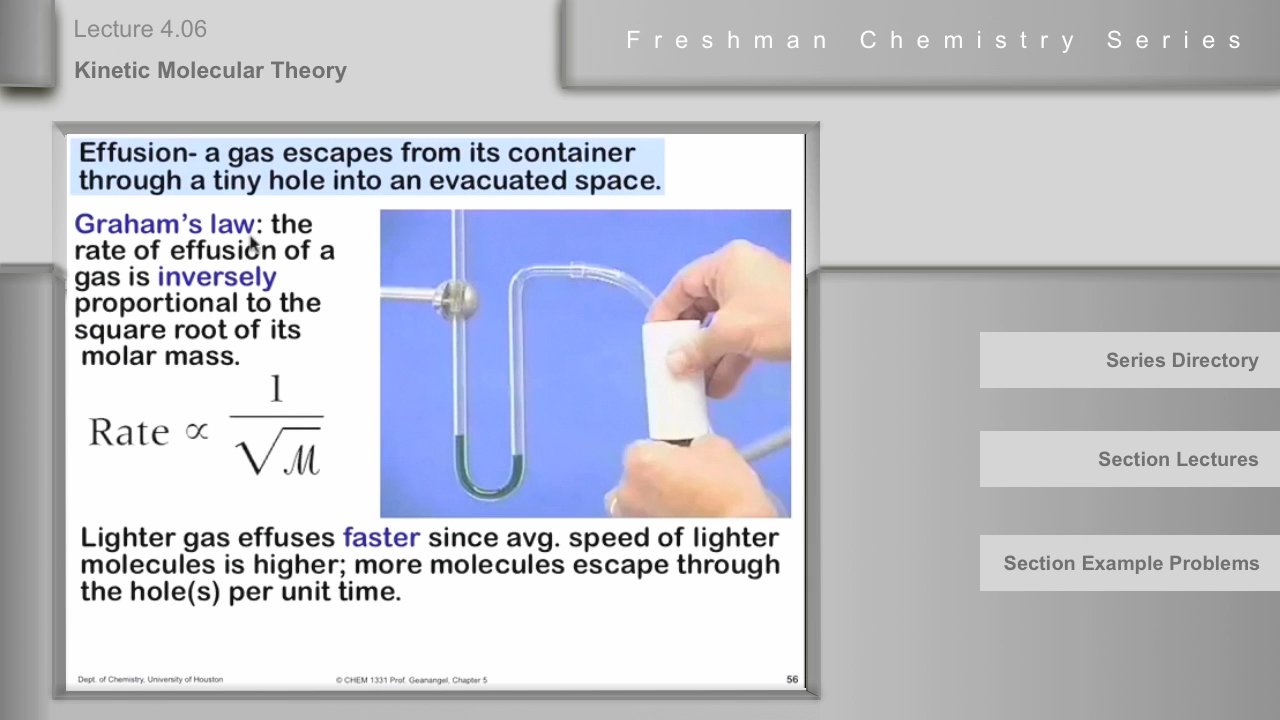 Lecture 4.06
Kinetic Molecular Theory
Freshman Chemistry Series
Effusion- a gas escapes from its container
through a tiny hole into an evacuated space.
Graham's law: the
rate of effusion of a
gas is inversely
proportional to the
square root of its
molar mass.
Rate ∝ 1/√ℳ
Lighter gas effuses faster since avg. speed of lighter
molecules is higher; more molecules escape through
the hole(s) per unit time.
Dept. of Chemistry, University of Houston © CHEM 1331 Prof. Geanangel, Chapter 5 56
Series Directory
Section Lectures
Section Example Problems